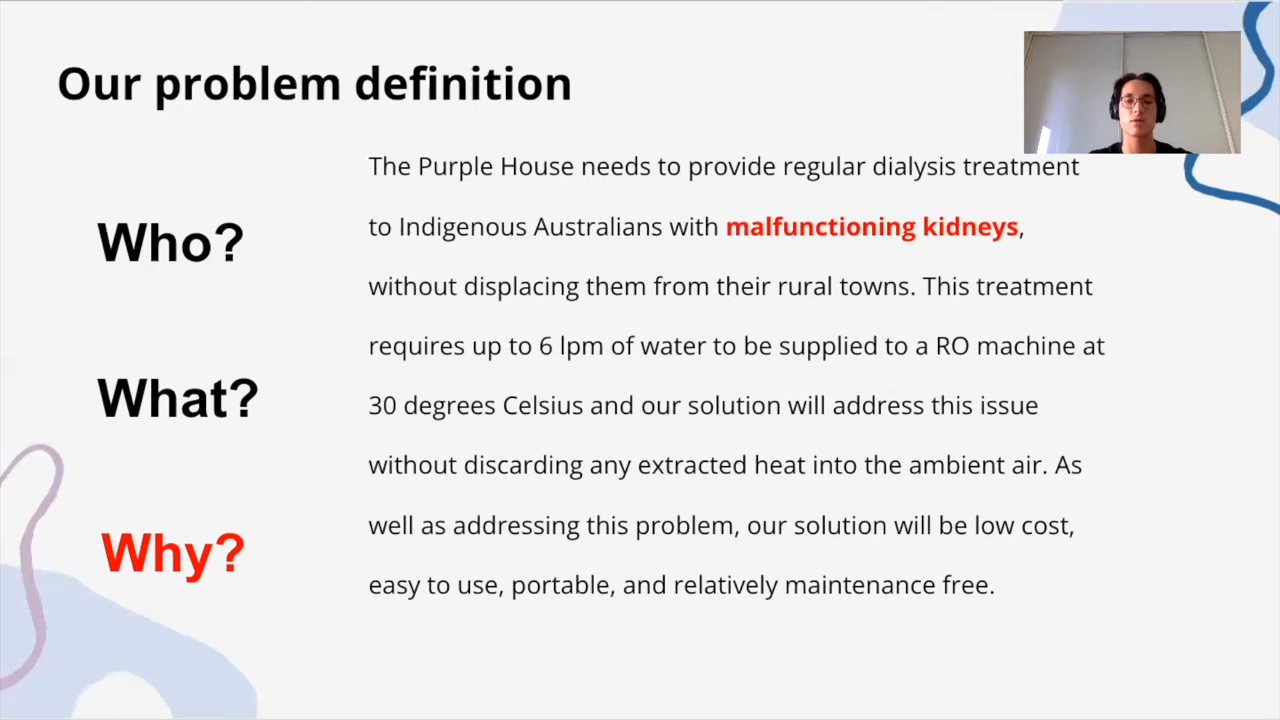 Our problem definition
The Purple House needs to provide regular dialysis treatment
to Indigenous Australians with malfunctioning kidneys,
Who?
without displacing them from their rural towns. This treatment
requires up to 6 lpm of water to be supplied to a RO machine at
What?
30 degrees Celsius and our solution will address this issue
without discarding any extracted heat into the ambient air. As
well as addressing this problem, our solution will be low cost,
Why?
easy to use, portable, and relatively maintenance free.